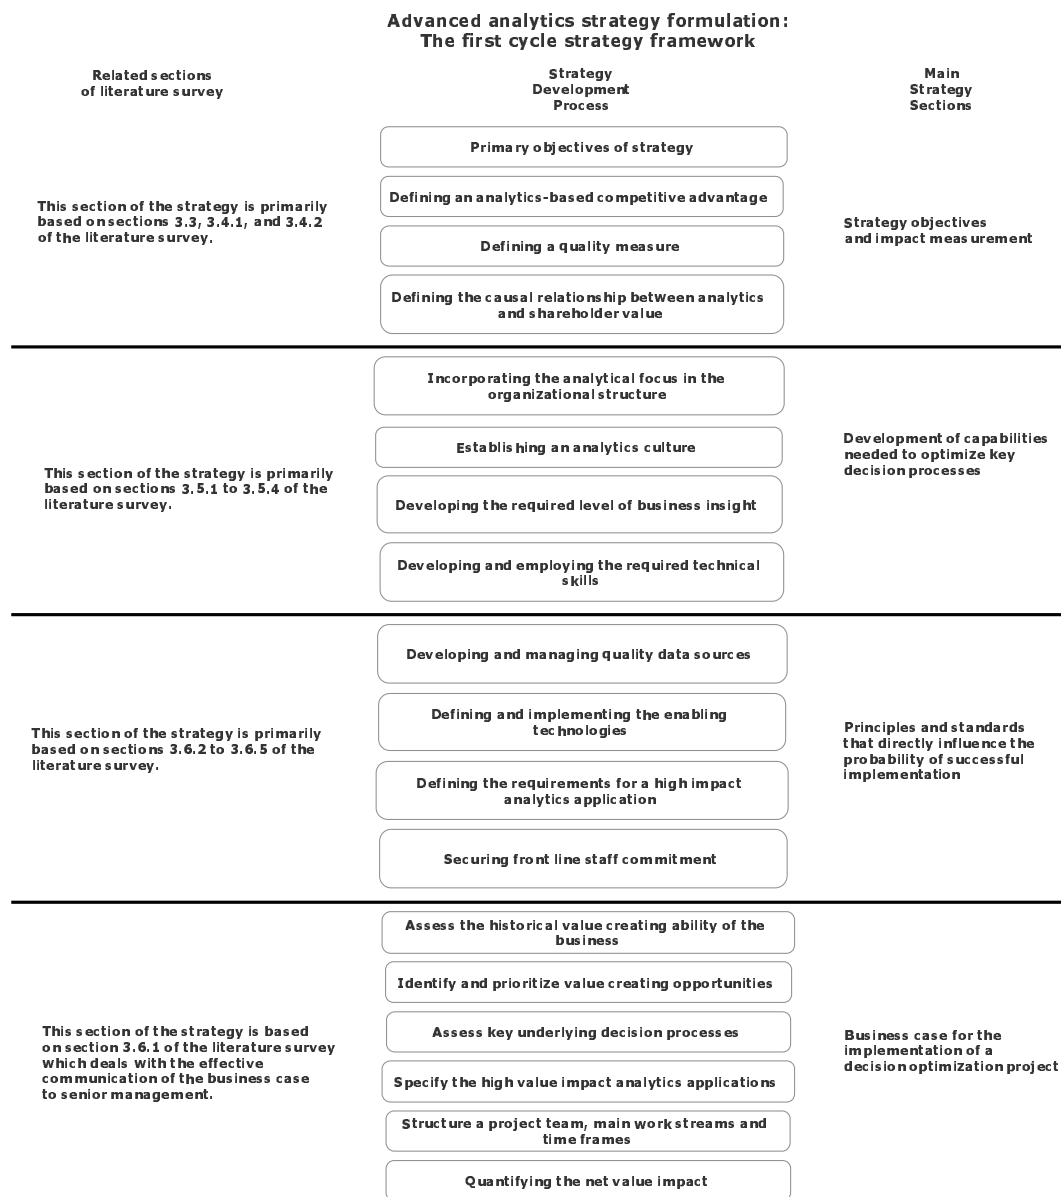 Advanced analytics strategy formulation:
The first cycle strategy framework
Related sections
of literature survey
Strategy
Development
Process
Main
Strategy
Sections
This section of the strategy is primarily
based on sections 3.3, 3.4.1, and 3.4.2
of the literature survey.
Primary objectives of strategy
Defining an analytics-based competitive advantage
Defining a quality measure
Defining the causal relationship between analytics
and shareholder value
Strategy objectives
and impact measurement
This section of the strategy is primarily
based on sections 3.5.1 to 3.5.4 of the
literature survey.
Incorporating the analytical focus in the
organizational structure
Establishing an analytics culture
Developing the required level of business insight
Developing and employing the required technical
skills
Development of capabilities
needed to optimize key
decision processes
This section of the strategy is primarily
based on sections 3.6.2 to 3.6.5 of the
literature survey.
Developing and managing quality data sources
Defining and implementing the enabling
technologies
Defining the requirements for a high impact
analytics application
Securing front line staff commitment
Principles and standards
that directly influence the
probability of successful
implementation
This section of the strategy is based
on section 3.6.1 of the literature survey
which deals with the effective
communication of the business case
to senior management.
Assess the historical value creating ability of the
business
Identify and prioritize value creating opportunities
Assess key underlying decision processes
Specify the high value impact analytics applications
Structure a project team, main work streams and
time frames
Quantifying the net value impact
Business case for the
implementation of a
decision optimization project